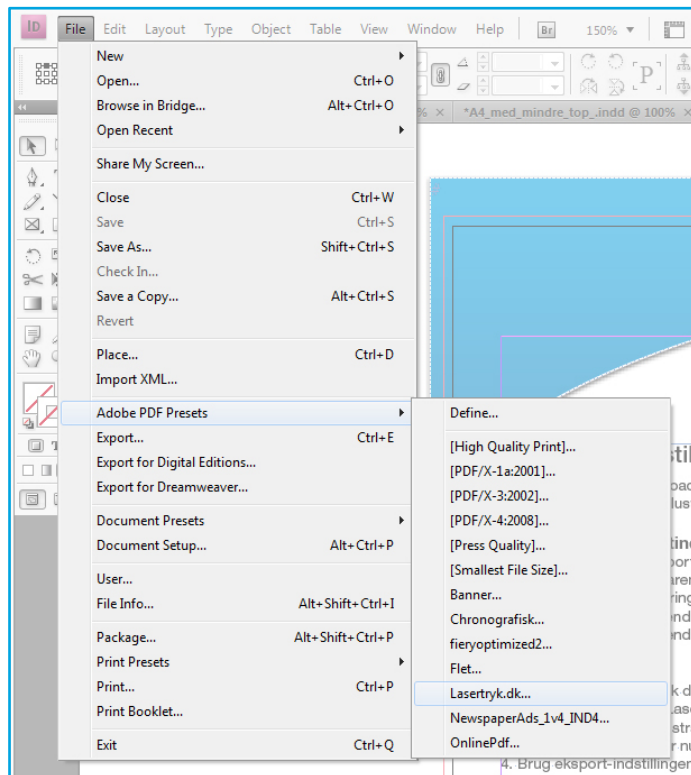 ID File Edit Layout Type Object Table View Window Help Br 150%
P
% × *A4_med_mindre_top_.indd @ 100% ×
New
Open... Ctrl+O
Browse in Bridge... Alt+Ctrl+O
Open Recent
Share My Screen...
Close Ctrl+W
Save Ctrl+S
Save As... Shift+Ctrl+S
Check In...
Save a Copy... Alt+Ctrl+S
Revert
Place... Ctrl+D
Import XML...
Adobe PDF Presets
Export... Ctrl+E
Export for Digital Editions...
Export for Dreamweaver...
Document Presets
Document Setup... Alt+Ctrl+P
User...
File Info... Alt+Shift+Ctrl+I
Package... Alt+Shift+Ctrl+P
Print Presets
Print... Ctrl+P
Print Booklet...
Exit Ctrl+Q
Define...
[High Quality Print]...
[PDF/X-1a:2001]...
[PDF/X-3:2002]...
[PDF/X-4:2008]...
[Press Quality]...
[Smallest File Size]...
Banner...
Chronografisk...
fieryoptimized2...
Flet...
Lasertryk.dk...
NewspaperAds_1v4_IND4...
OnlinePdf...
4. Brug eksport-indstillinger